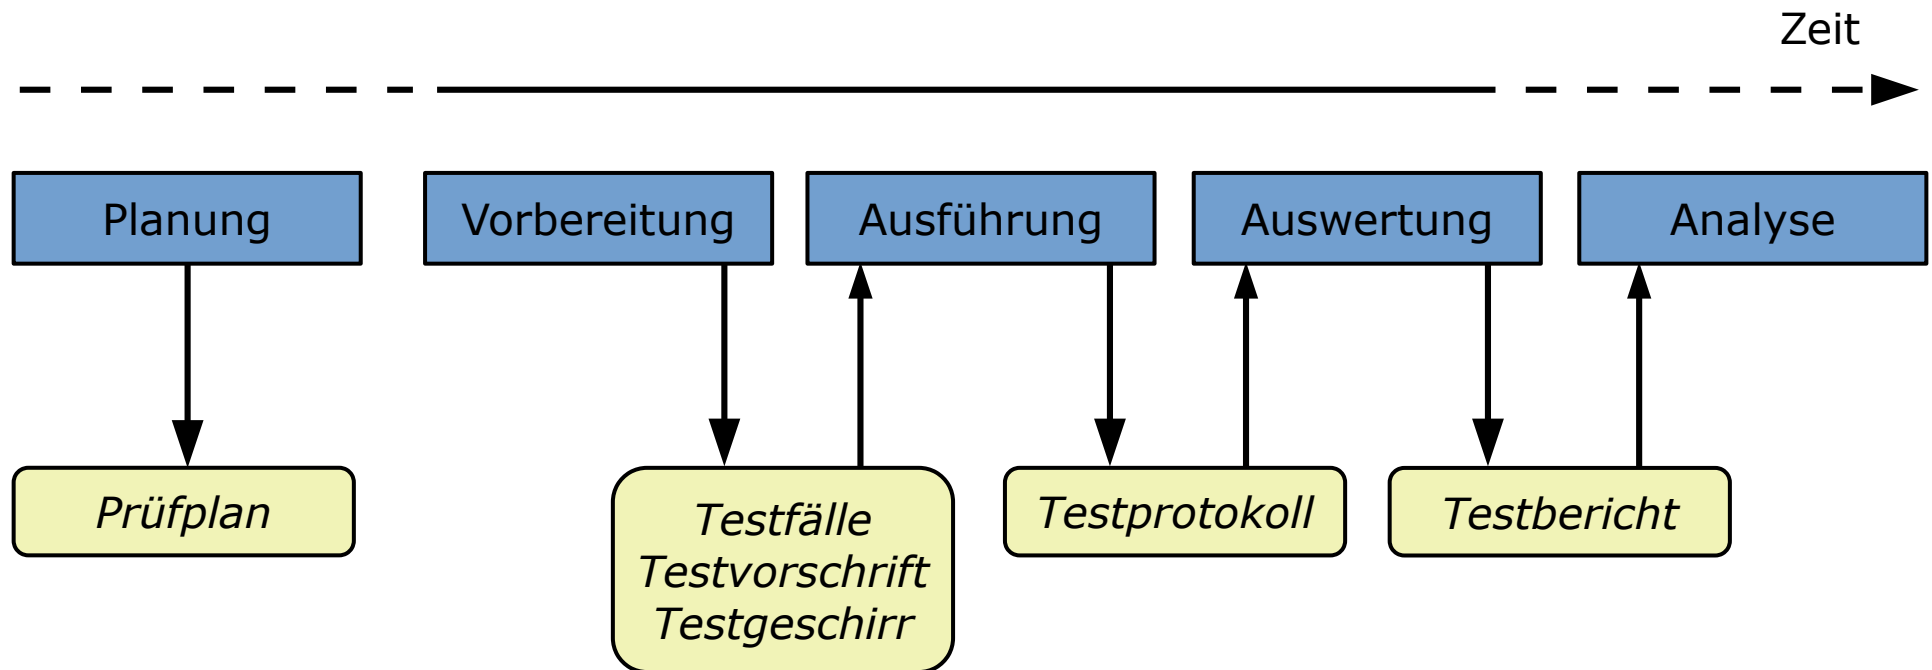 Zeit
Planung
Vorbereitung
Ausführung
Auswertung
Analyse
Prüfplan
Testfälle
Testvorschrift
Testgeschirr
Testprotokoll
Testbericht